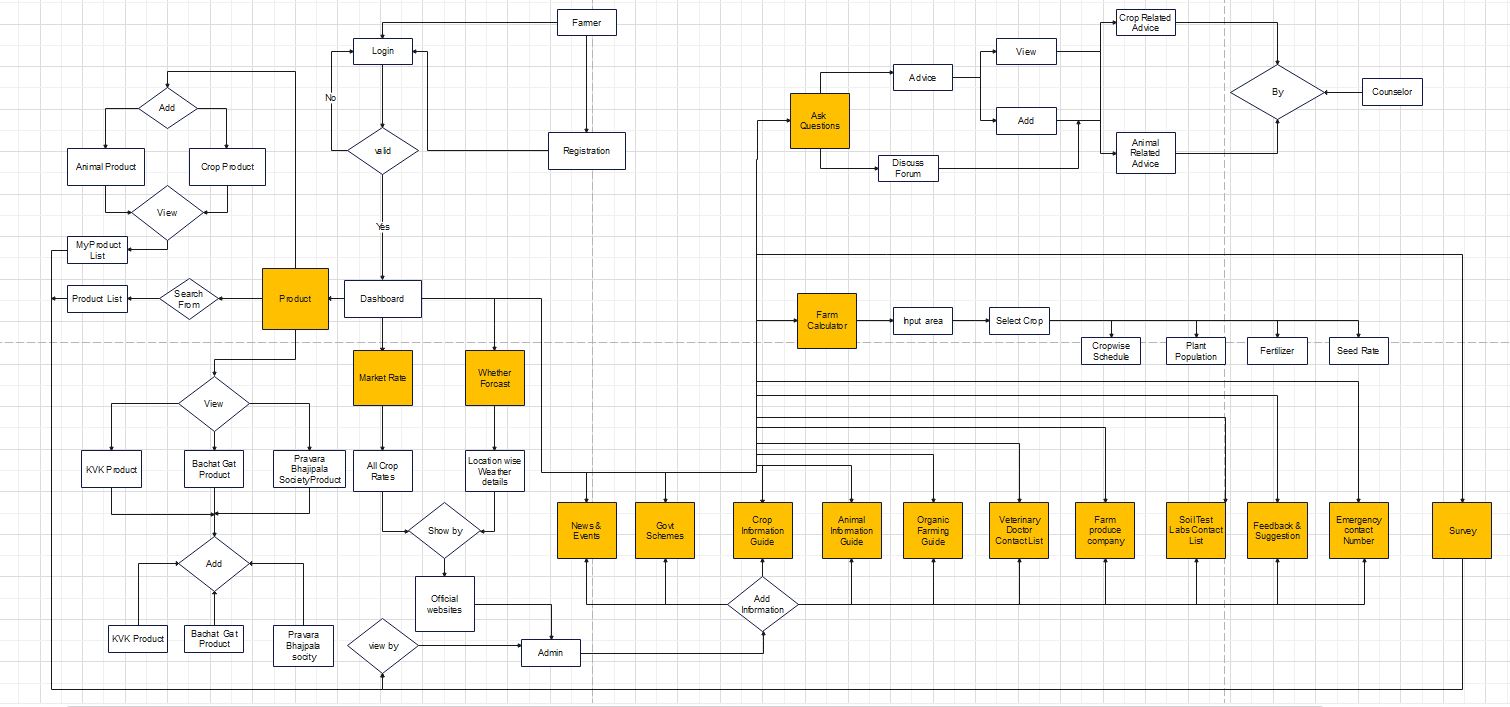 Farmer
Login
No
valid
Registration
Yes
Add
Animal Product
Crop Product
View
MyProduct
List
Product List
Search
From
Product
Dashboard
Market Rate
Whether
Forcast
View
KVK Product
Bachat Gat
Product
Pravara
Bhajipala
SocietyProduct
All Crop
Rates
Location wise
Weather
details
Show by
Add
KVK Product
Bachat Gat
Product
Pravara
Bhajpala
socity
Official
websites
view by
Admin
Ask
Questions
Advice
View
Add
Discuss
Forum
Crop Related
Advice
Animal
Related
Advice
By
Counselor
Farm
Calculator
Input area
Select Crop
Cropwise
Schedule
Plant
Population
Fertilizer
Seed Rate
News &
Events
Govt
Schemes
Crop
Information
Guide
Animal
Information
Guide
Organic
Farming
Guide
Veterinary
Doctor
Contact List
Farm
produce
company
Soil Test
Labs Contact
List
Feedback &
Suggestion
Emergency
contact
Number
Survey
Add
Information